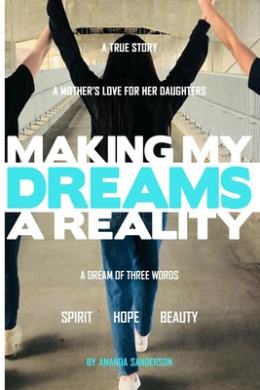 A TRUE STORY
A MOTHER'S LOVE FOR HER DAUGHTERS
MAKING MY
DREAMS
A REALITY
A DREAM OF THREE WORDS
SPIRIT HOPE BEAUTY
BY AMANDA SANDERSON